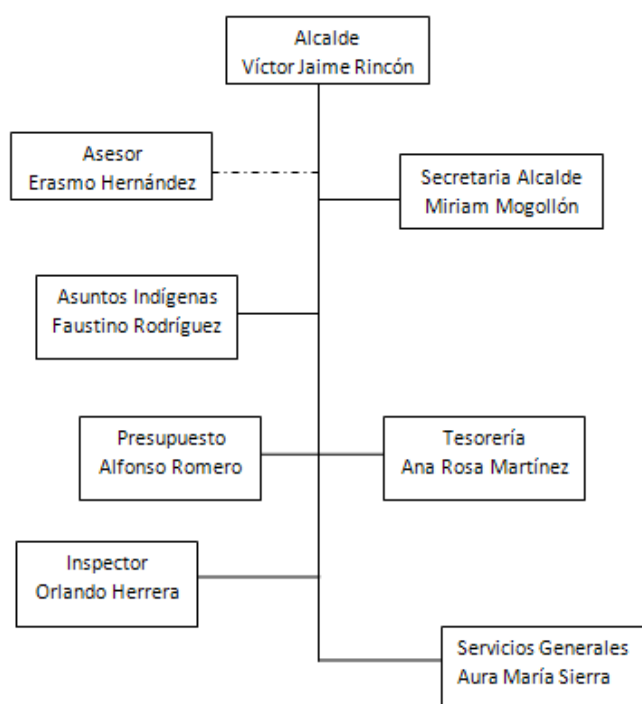 Alcalde
Víctor Jaime Rincón
Asesor
Erasmo Hernández
Secretaria Alcalde
Miriam Mogollón
Asuntos Indígenas
Faustino Rodríguez
Presupuesto
Alfonso Romero
Tesorería
Ana Rosa Martínez
Inspector
Orlando Herrera
Servicios Generales
Aura María Sierra